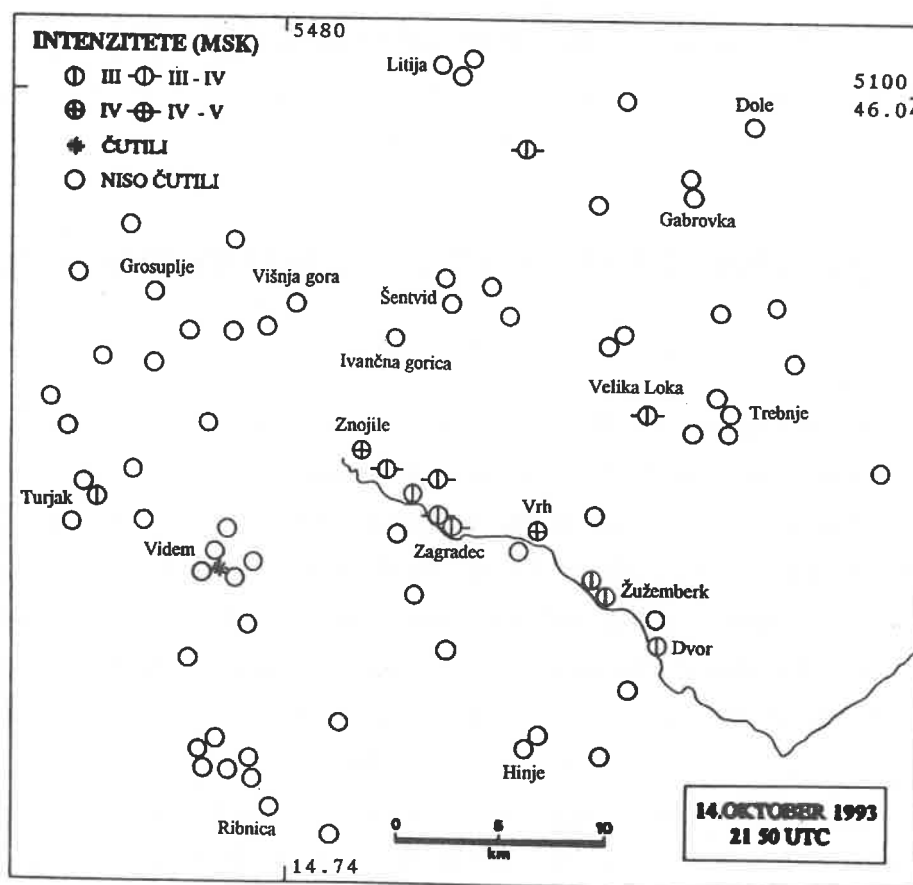 5480
INTENZITETE (MSK)
III III - IV
IV IV - V
ČUTILI
NISO ČUTILI
5100
46.04
Litija
Dole
Gabrovka
Grosuplje
Višnja gora
Šentvid
Ivančna gorica
Velika Loka
Trebnje
Znojile
Turjak
Vrh
Videm
Zagradec
Žužemberk
Dvor
Hinje
Ribnica
0 5 10
km
14.OKTOBER 1993
21 50 UTC
14.74